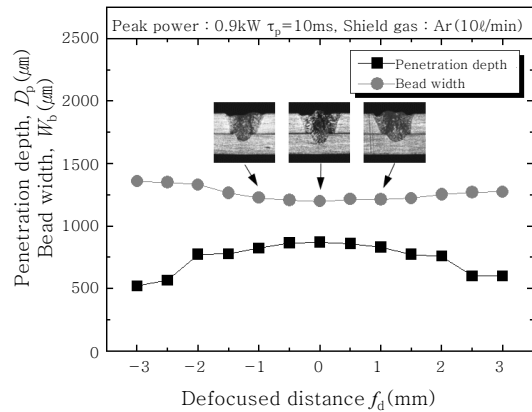 Peak power : 0.9kW τp=10ms, Shield gas : Ar(10ℓ/min)
Penetration depth
Bead width
Penetration depth, Dp(㎛)
Bead width, Wb(㎛)
2500
2000
1500
1000
500
0
−3 −2 −1 0 1 2 3
Defocused distance fd(mm)